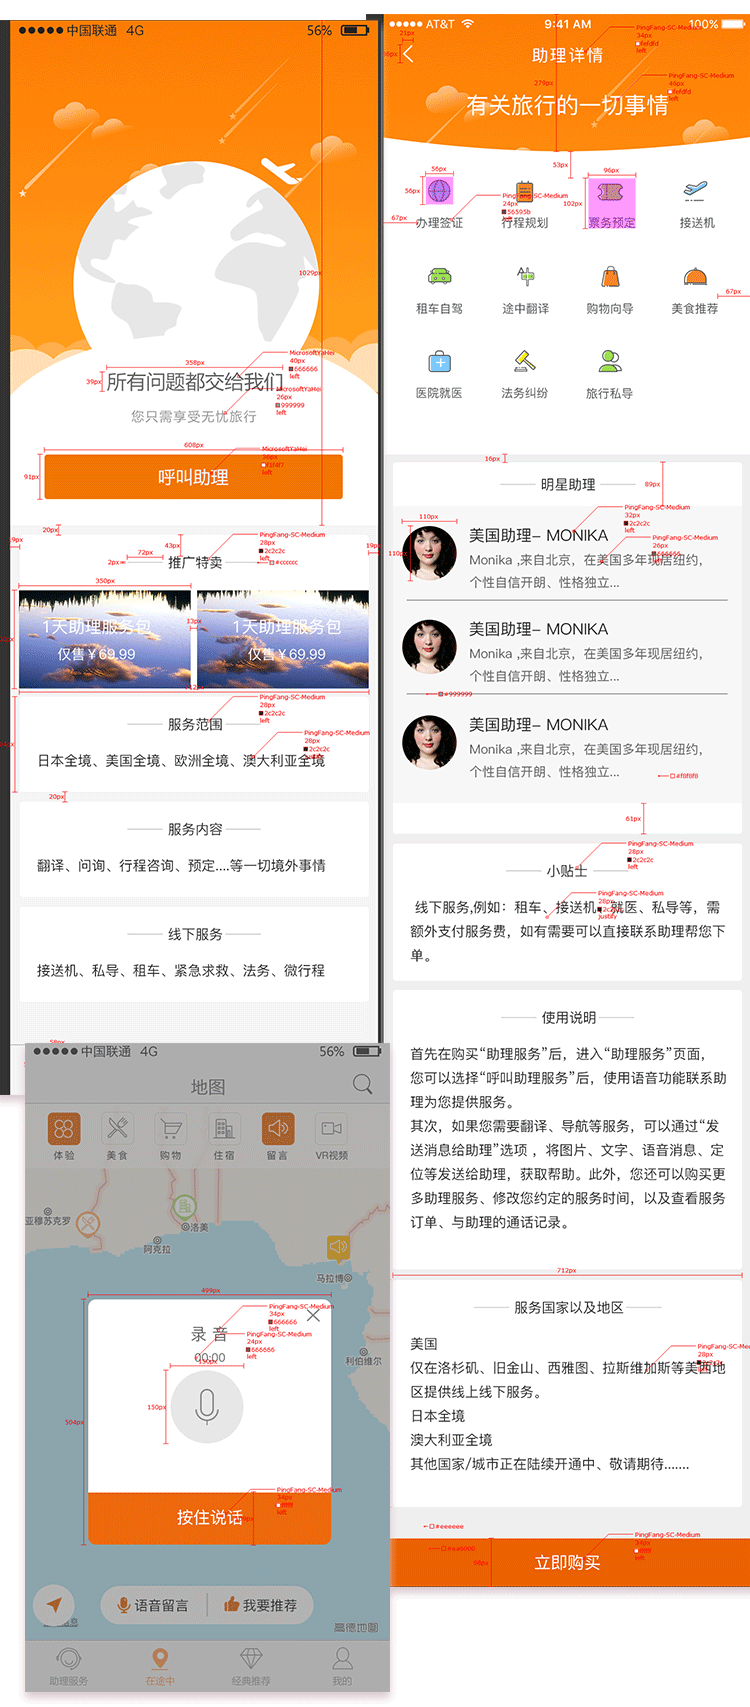 中国联通 4G 56%
1029px
358px
MicrosoftYaHei
40px
666666
left
39px
所有问题都交给我们
MicrosoftYaHei
26px
999999
left
您只需享受无忧旅行
608px
MicrosoftYaHei
36px
f1f4f7
left
91px
呼叫助理
20px
43px
PingFang-SC-Medium
28px
2c2c2c
left
19px
72px
2px
推广特卖
#cccccc
350px
1天助理服务包
仅售￥69.99
13px
1天助理服务包
仅售￥69.99
PingFang-SC-Medium
28px
2c2c2c
left
服务范围
PingFang-SC-Medium
28px
2c2c2c
日本全境、美国全境、欧洲全境、澳大利亚全境
20px
服务内容
翻译、问询、行程咨询、预定....等一切境外事情
线下服务
接送机、私导、租车、紧急求救、法务、微行程
58px
中国联通 4G 56%
地图
体验 美食 购物 住宿 留言 VR视频
亚穆苏克罗
洛美
阿克拉
马拉博
利伯维尔
499px
PingFang-SC-Medium
34px
666666
left
录 音
PingFang-SC-Medium
24px
666666
left
00:00
150px
150px
504px
PingFang-SC-Medium
34px
ffffff
left
按住说话
语音留言 我要推荐
高德地图
助理服务 在途中 经典推荐 我的
AT&T 9:41 AM 100%
PingFang-SC-Medium
34px
fefdfd
left
21px
助理详情
279px
PingFang-SC-Medium
46px
fefdfd
left
有关旅行的一切事情
53px
56px
56px
96px
102px
67px
PingFang-SC-Medium
24px
56595b
left
办理签证 行程规划 票务预定 接送机
67px
租车自驾 途中翻译 购物向导 美食推荐
医院就医 法务纠纷 旅行私导
16px
89px
明星助理
110px
110px
PingFang-SC-Medium
32px
2c2c2c
left
美国助理– MONIKA
PingFang-SC-Medium
26px
666666
left
Monika ,来自北京，在美国多年现居纽约，
个性自信开朗、性格独立...
美国助理– MONIKA
Monika ,来自北京，在美国多年现居纽约，
个性自信开朗、性格独立...
#999999
美国助理– MONIKA
Monika ,来自北京，在美国多年现居纽约，
个性自信开朗、性格独立...
#f8f8f8
61px
PingFang-SC-Medium
28px
2c2c2c
left
小贴士
PingFang-SC-Medium
28px
justify
线下服务,例如：租车、接送机、就医、私导等，需
额外支付服务费，如有需要可以直接联系助理帮您下
单。
使用说明
首先在购买“助理服务”后，进入“助理服务”页面，
您可以选择“呼叫助理服务”后，使用语音功能联系助
理为您提供服务。
其次，如果您需要翻译、导航等服务，可以通过“发
送消息给助理”选项 ，将图片、文字、语音消息、定
位等发送给助理，获取帮助。此外，您还可以购买更
多助理服务、修改您约定的服务时间，以及查看服务
订单、与助理的通话记录。
712px
服务国家以及地区
美国
PingFang-SC-Me
28px
left
仅在洛杉矶、旧金山、西雅图、拉斯维加斯等美西地
区提供线上线下服务。
日本全境
澳大利亚全境
其他国家/城市正在陆续开通中、敬请期待.......
#eeeeee
#ea6000
98px
PingFang-SC-Medium
34px
ffffff
left
立即购买